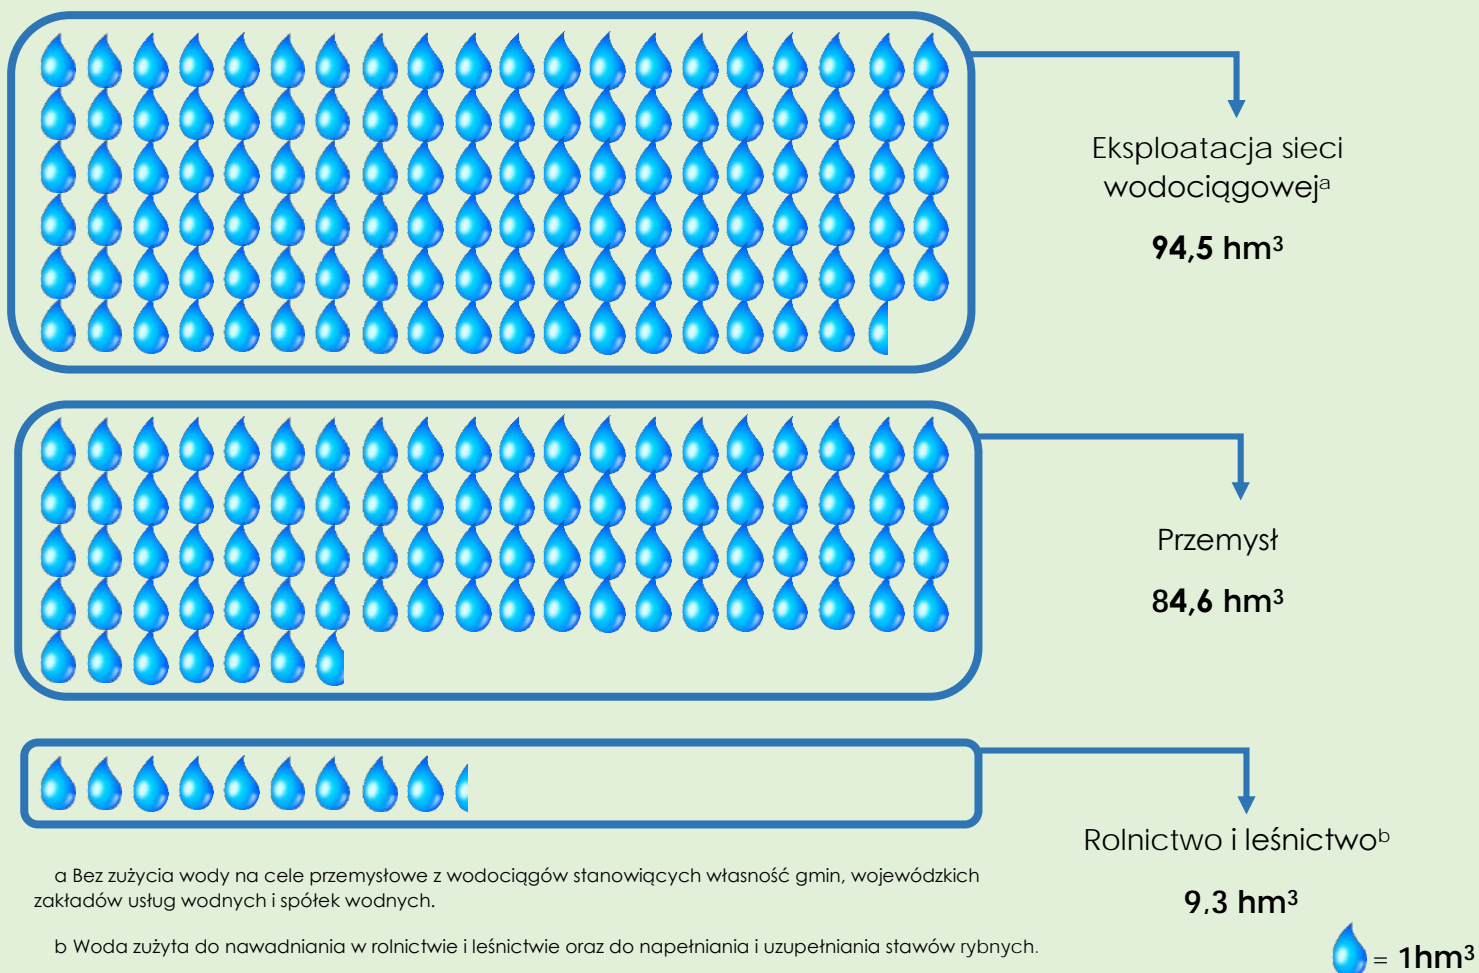 Eksploatacja sieci
wodociągowejᵃ
94,5 hm³
Przemysł
84,6 hm³
Rolnictwo i leśnictwoᵇ
9,3 hm³
a Bez zużycia wody na cele przemysłowe z wodociągów stanowiących własność gmin, wojewódzkich
zakładów usług wodnych i spółek wodnych.
b Woda zużyta do nawadniania w rolnictwie i leśnictwie oraz do napełniania i uzupełniania stawów rybnych.
= 1hm³